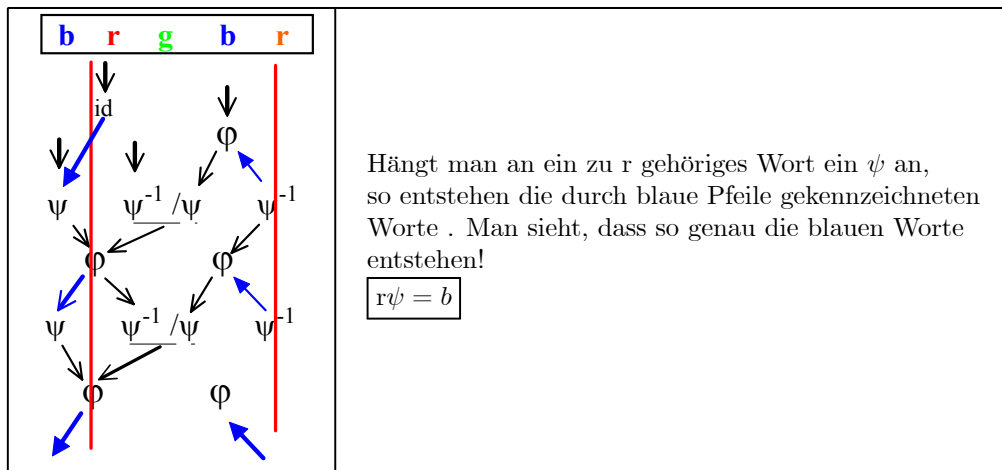 b r g b r
id
φ
ψ ψ⁻¹ /ψ ψ⁻¹
φ φ
ψ ψ⁻¹ /ψ ψ⁻¹
φ φ
Hängt man an ein zu r gehöriges Wort ein ψ an,
so entstehen die durch blaue Pfeile gekennzeichneten
Worte . Man sieht, dass so genau die blauen Worte
entstehen!
rψ = b